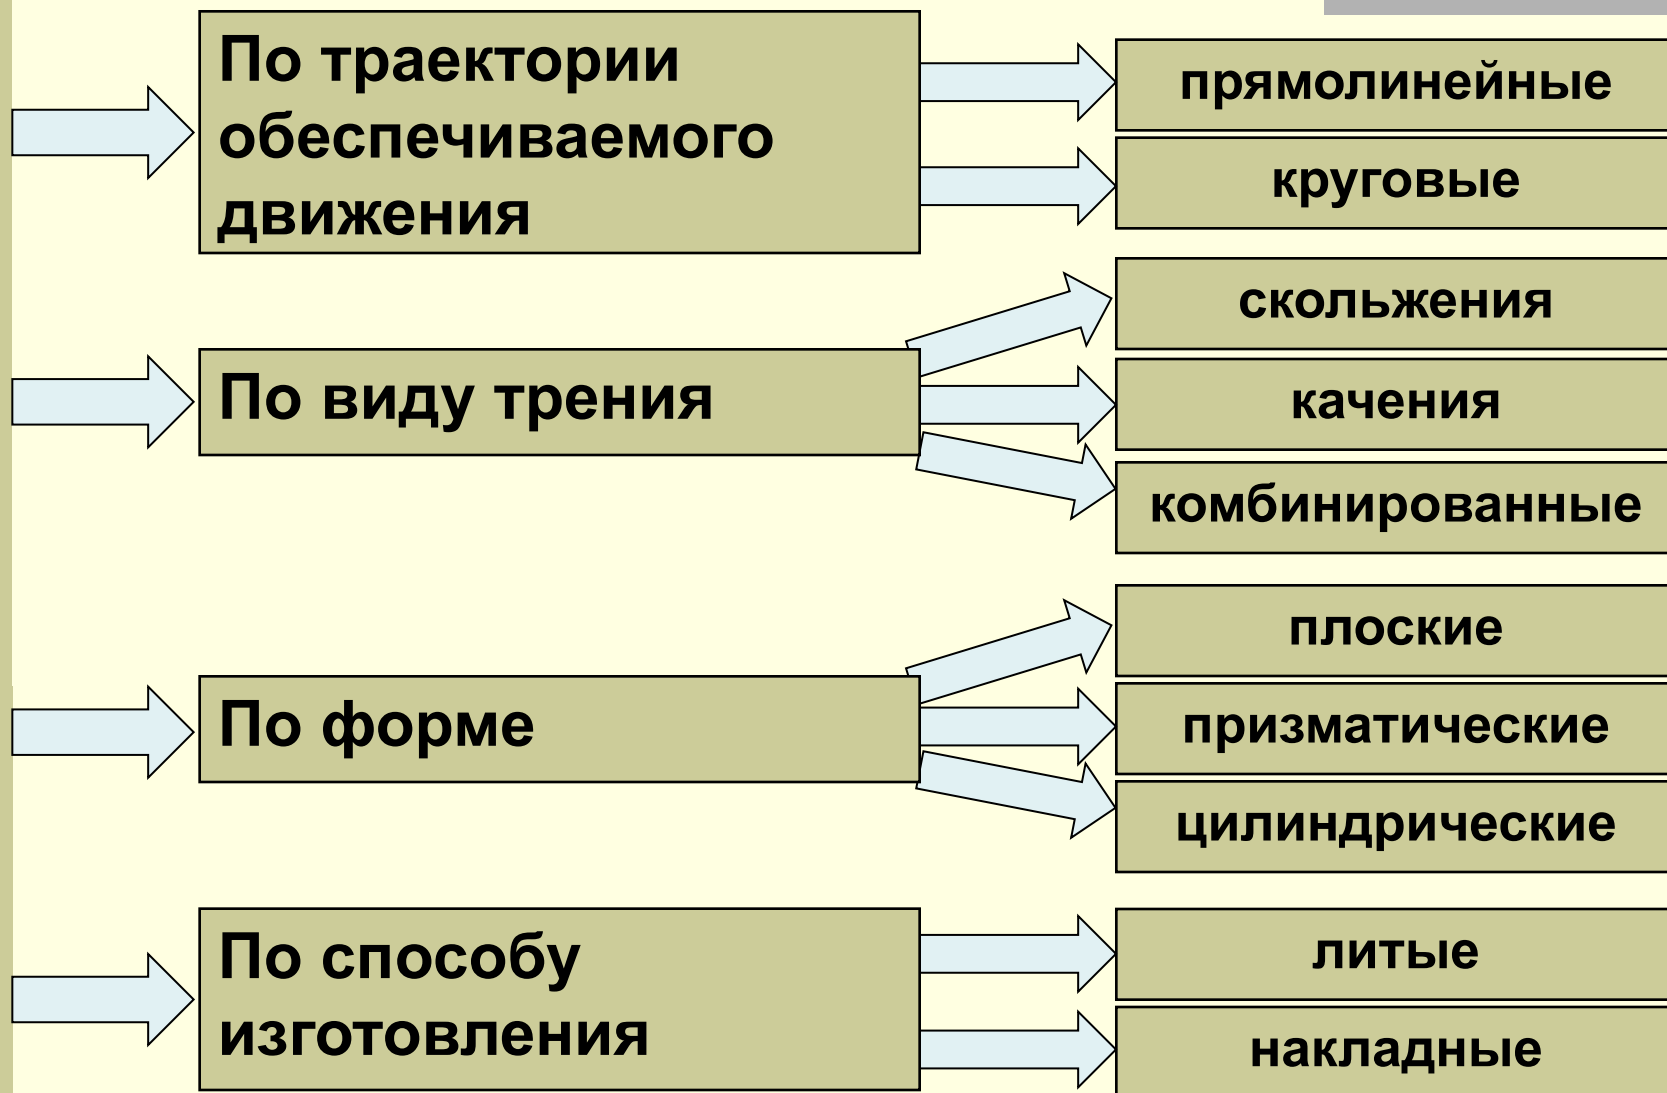 По траектории
обеспечиваемого
движения
прямолинейные
круговые
По виду трения
скольжения
качения
комбинированные
По форме
плоские
призматические
цилиндрические
По способу
изготовления
литые
накладные